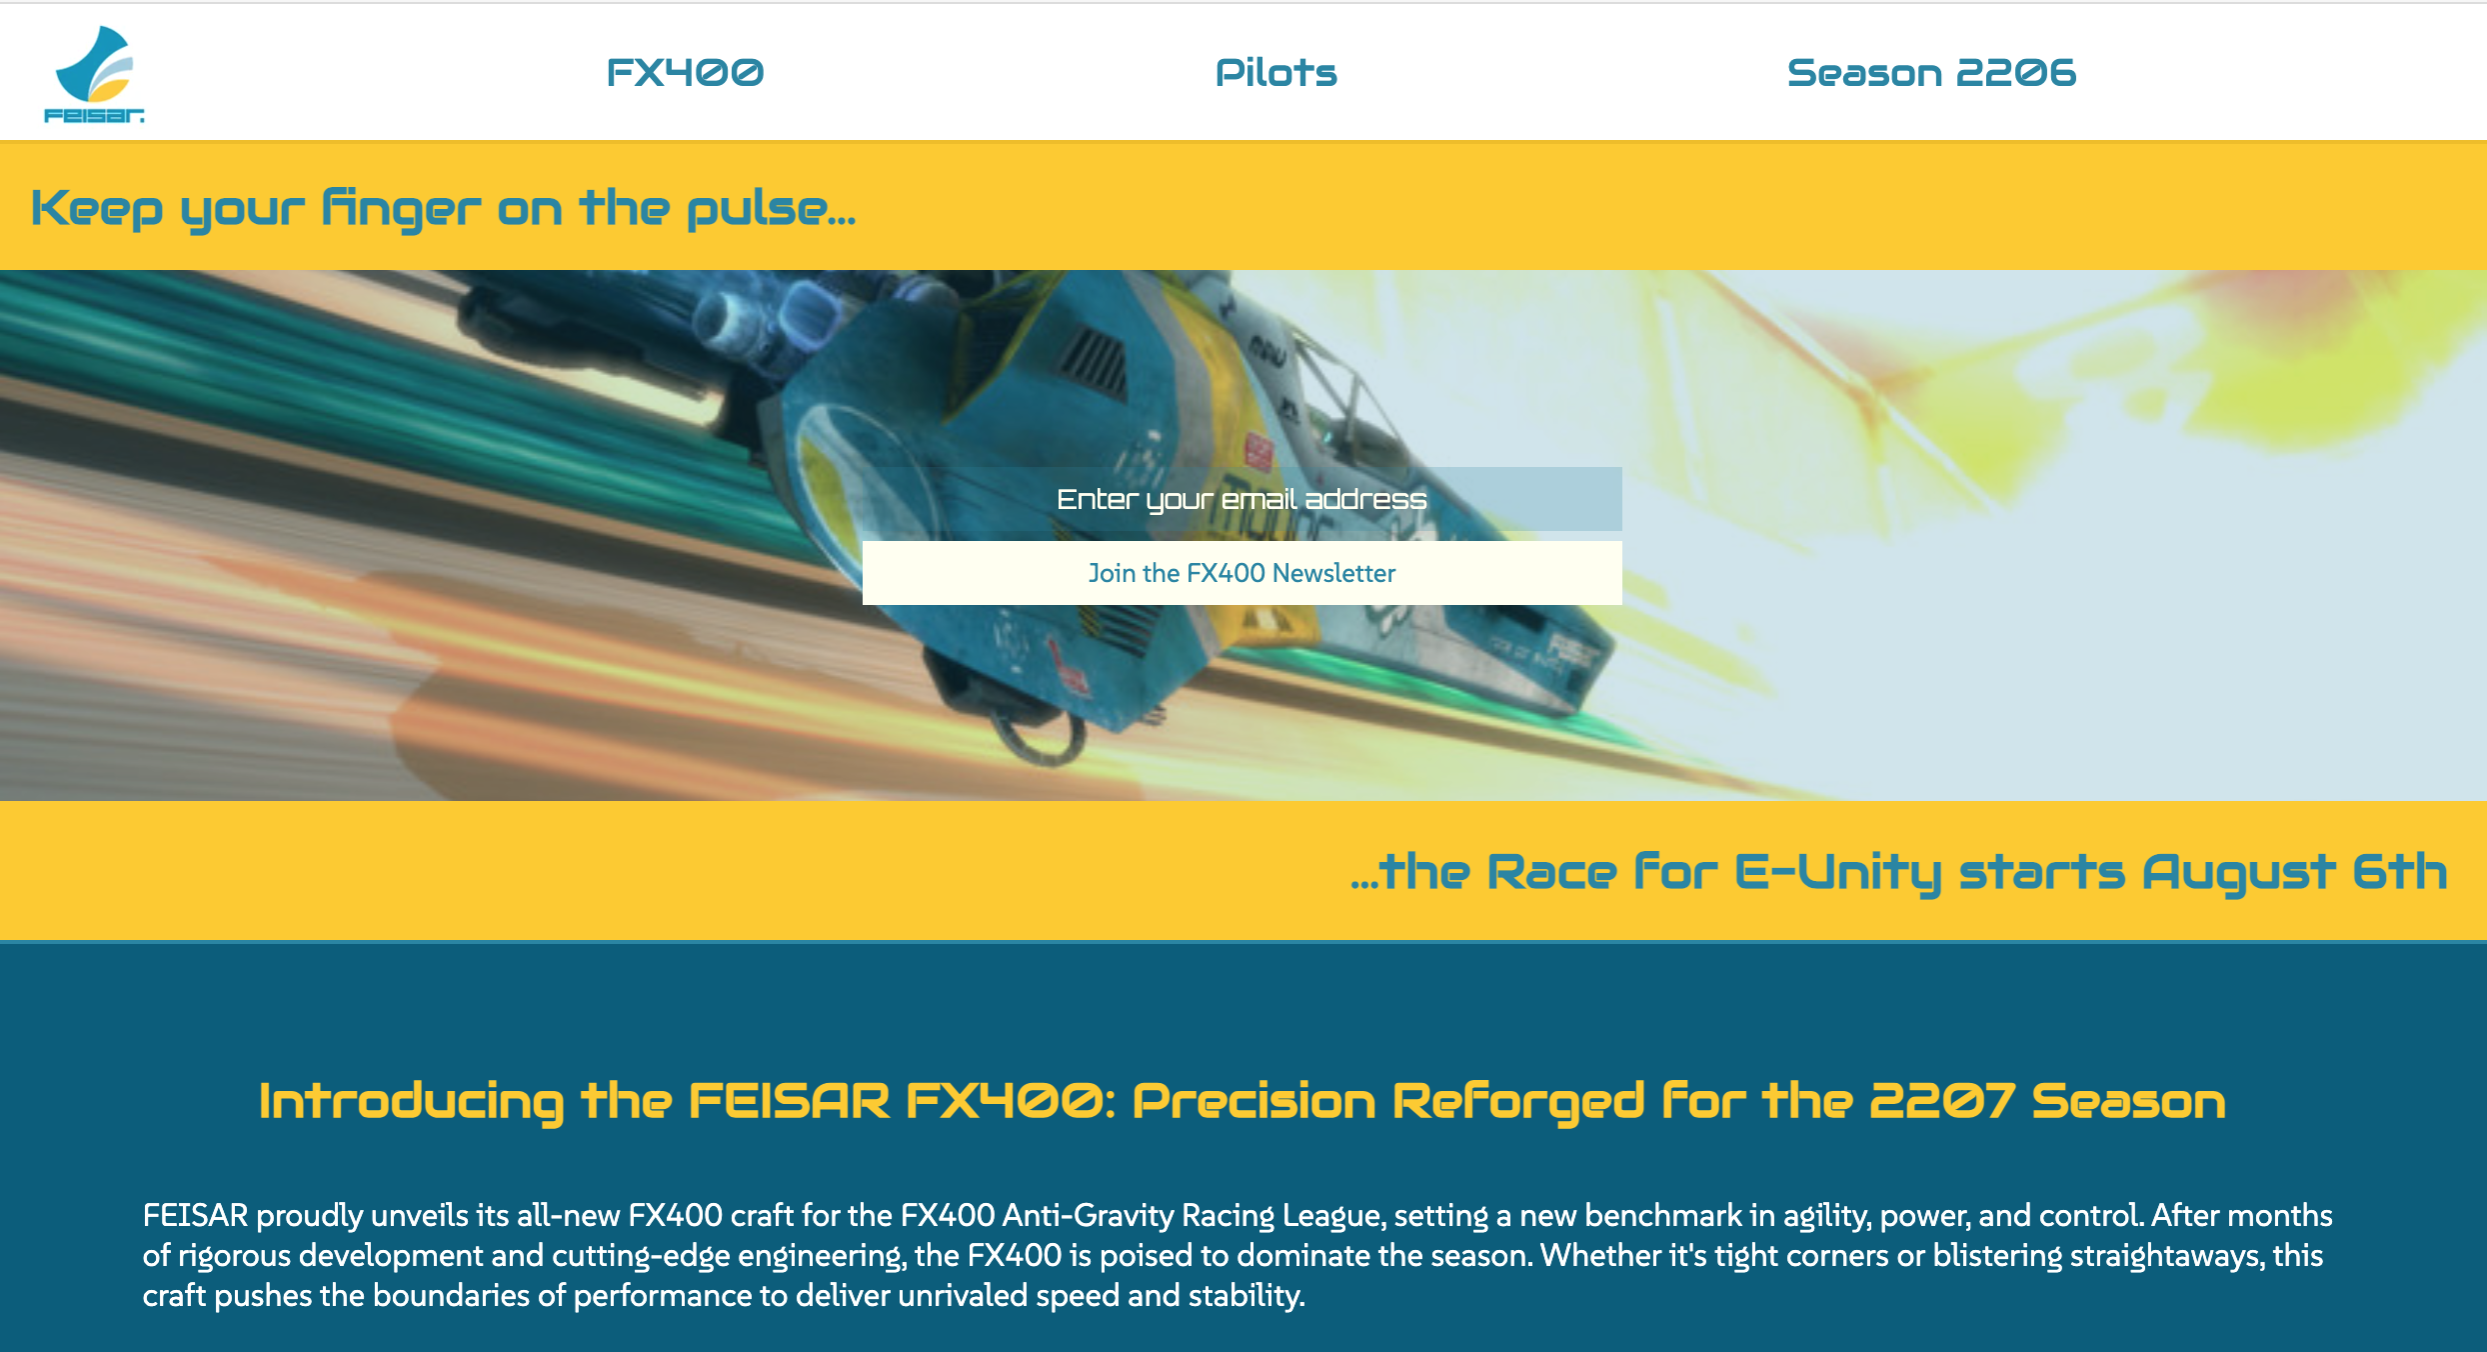 FEISAR.
FX400
Pilots
Season 2206
Keep your finger on the pulse...
Enter your email address
Join the FX400 Newsletter
...the Race for E-Unity starts August 6th
Introducing the FEISAR FX400: Precision Reforged for the 2207 Season
FEISAR proudly unveils its all-new FX400 craft for the FX400 Anti-Gravity Racing League, setting a new benchmark in agility, power, and control. After months
of rigorous development and cutting-edge engineering, the FX400 is poised to dominate the season. Whether it's tight corners or blistering straightaways, this
craft pushes the boundaries of performance to deliver unrivaled speed and stability.